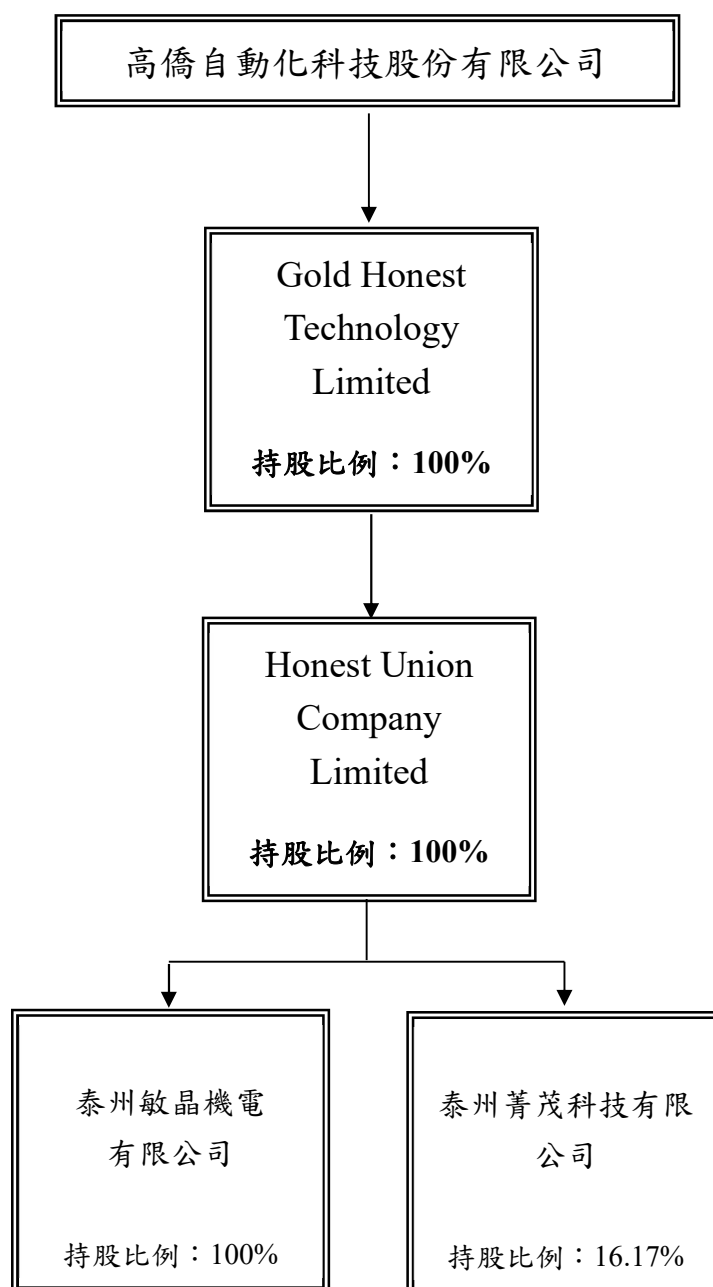 高僑自動化科技股份有限公司
Gold Honest
Technology
Limited
持股比例：100%
Honest Union
Company
Limited
持股比例：100%
泰州敏晶機電
有限公司
持股比例：100%
泰州菁茂科技有限
公司
持股比例：16.17%